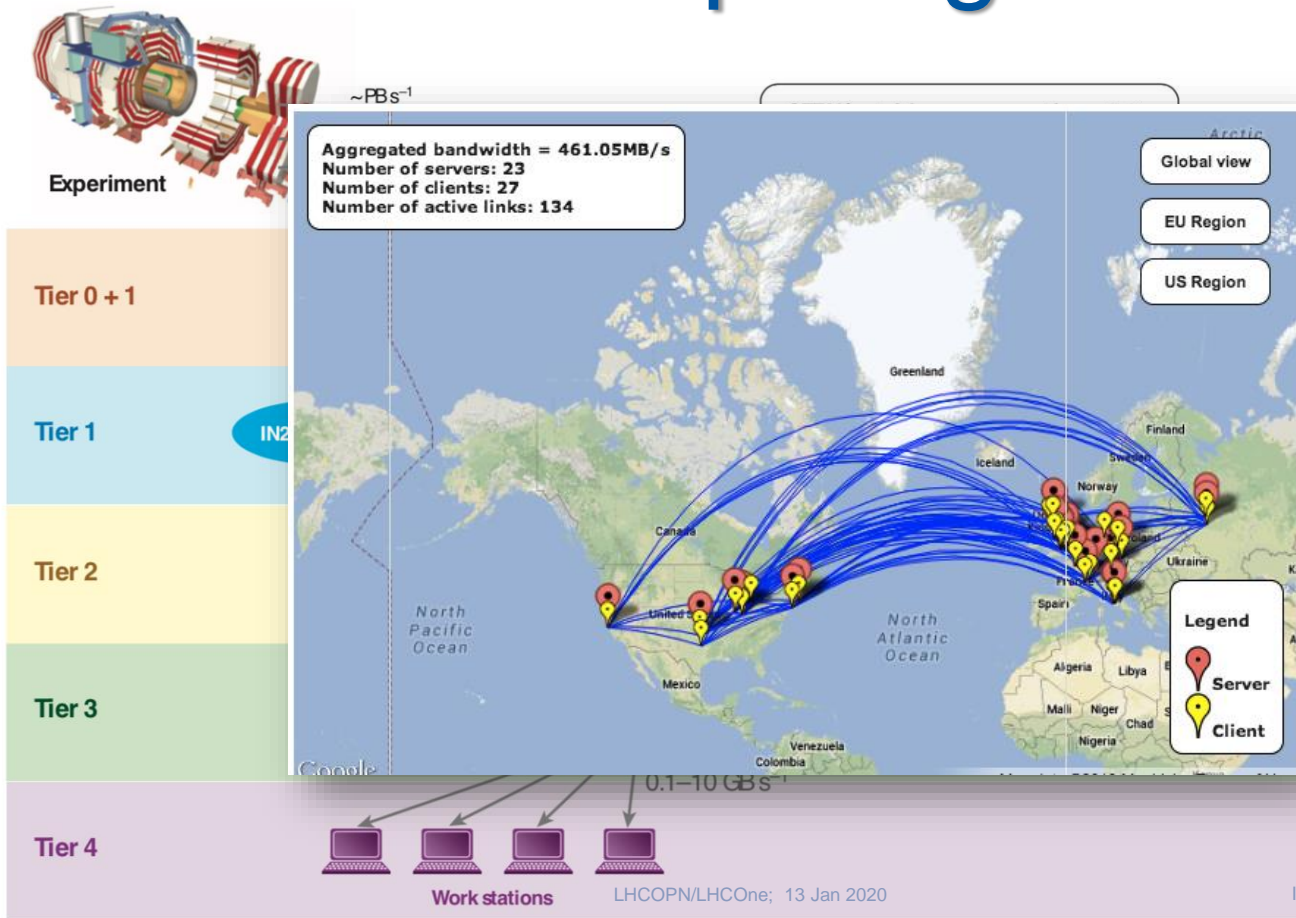 ~PB s⁻¹
Experiment
Aggregated bandwidth = 461.05MB/s
Number of servers: 23
Number of clients: 27
Number of active links: 134
Arctic
Global view
EU Region
US Region
Tier 0 + 1
Greenland
Tier 1
IN2
Finland
Iceland
Sweden
Norway
Canada
Tier 2
Ukraine
France
North
Pacific
Ocean
United S
Spain
North
Atlantic
Ocean
Legend
Server
Client
Mexico
Algeria
Libya
Tier 3
Mali
Niger
Chad
Nigeria
Venezuela
Colombia
Google
0.1–10 GB s⁻¹
Tier 4
Work stations
LHCOPN/LHCOne; 13 Jan 2020